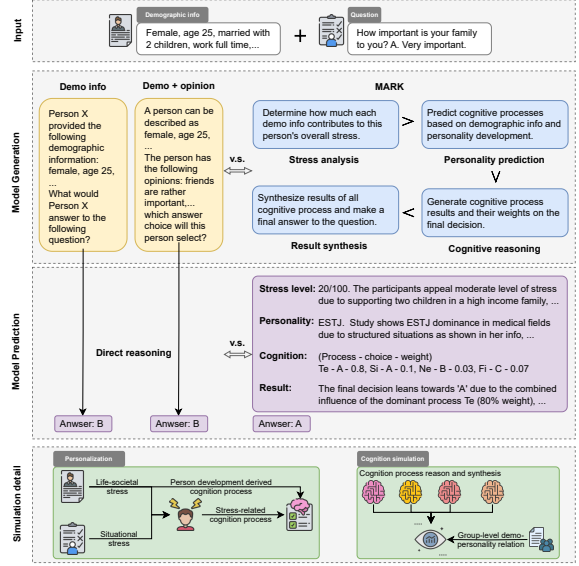 Input
Demographic info
Female, age 25, married with
2 children, work full time,...
+
Question
How important is your family
to you? A. Very important.
Model Generation
Demo info
Person X
provided the
following
demographic
information:
female, age 25,
...
What would
Person X
answer to the
following
question?
Demo + opinion
A person can be
described as
female, age 25,
...
The person has
the following
opinions: friends
are rather
important,...
which answer
choice will this
person select?
v.s.
MARK
Determine how much each
demo info contributes to this
person's overall stress.
>
Predict cognitive processes
based on demographic info and
personality development.
Stress analysis
Personality prediction
Synthesize results of all
cognitive process and make a
final answer to the question.
Generate cognitive process
results and their weights on the
final decision.
Result synthesis
Cognitive reasoning
Model Prediction
Direct reasoning
v.s.
Stress level: 20/100. The participants appeal moderate level of stress
due to supporting two children in a high income family, ...
Personality: ESTJ. Study shows ESTJ dominance in medical fields
due to structured situations as shown in her info, ...
Cognition: (Process - choice - weight)
Te - A - 0.8, Si - A - 0.1, Ne - B - 0.03, Fi - C - 0.07
Result: The final decision leans towards 'A' due to the combined
influence of the dominant process Te (80% weight), ...
Anwser: B
Anwser: B
Anwser: A
Simulation detail
Personalization
Life-societal
stress
Person development derived
cognition process
Stress-related
cognition process
Situational
stress
Cognition simulation
Cognition process reason and synthesis
....
....
Group-level demo-
personality relation